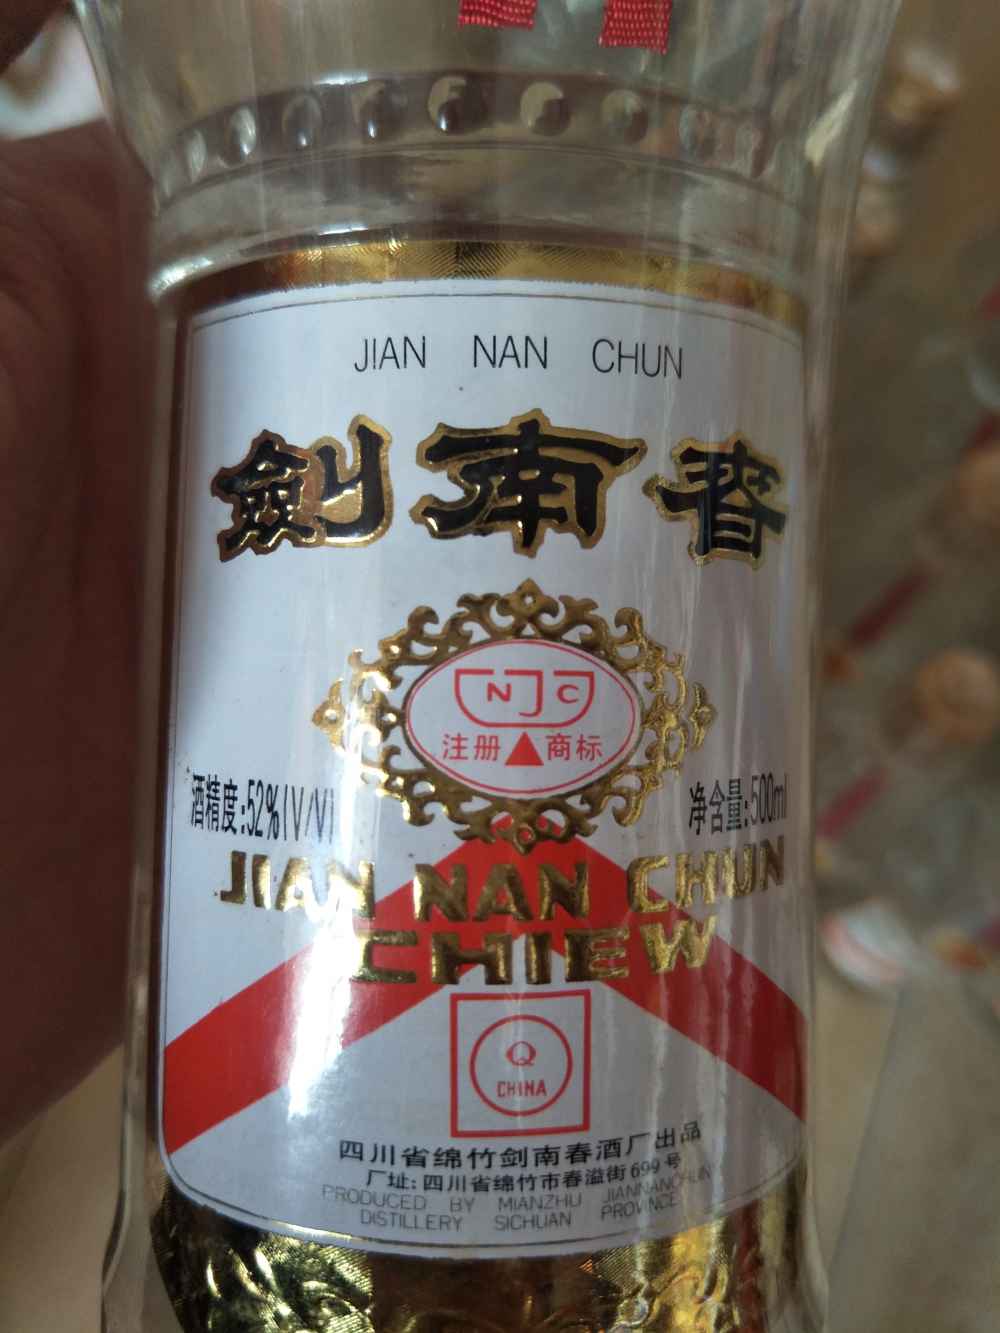 JIAN NAN CHUN
劍南春
NJC
注册 商标
酒精度:52%(V/V)
净含量:500ml
JIAN NAN CHUN
CHIEW
Q
CHINA
四川省绵竹剑南春酒厂出品
厂址:四川省绵竹市春溢街699号
PRODUCED BY MIANZHU JIANNANCHUN
DISTILLERY SICHUAN PROVINCE